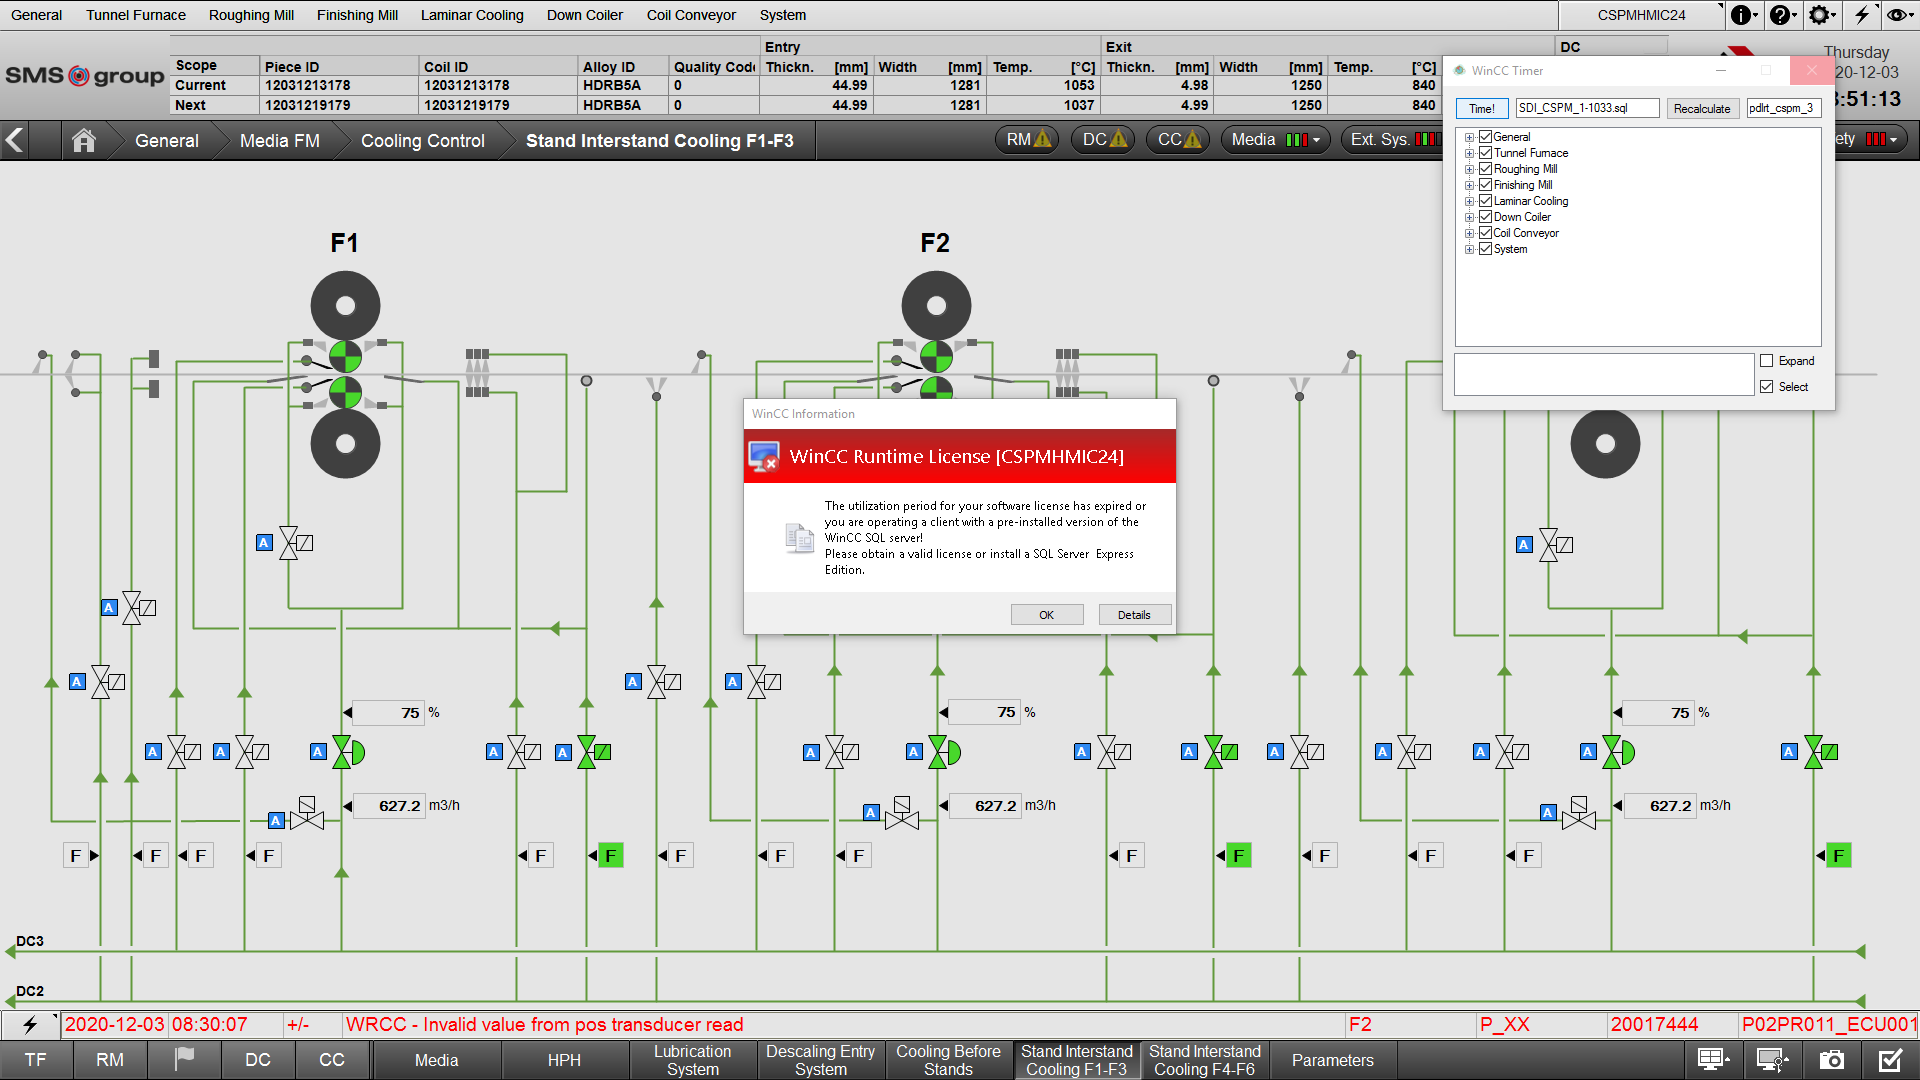 General Tunnel Furnace Roughing Mill Finishing Mill Laminar Cooling Down Coiler Coil Conveyor System CSPMHMIC24
SMS group
Entry Exit DC
Scope Piece ID Coil ID Alloy ID Quality Code Thickn. [mm] Width [mm] Temp. [°C] Thickn. [mm] Width [mm] Temp. [°C]
Current 12031213178 12031213178 HDRB5A 0 44.99 1281 1053 4.98 1250 840
Next 12031219179 12031219179 HDRB5A 0 44.99 1281 1037 4.99 1250 840
Thursday
20-12-03
:51:13
General Media FM Cooling Control Stand Interstand Cooling F1-F3 RM DC CC Media Ext. Sys. ety
WinCC Timer
Time! SDI_CSPM_1-1033.sql Recalculate pdlrt_cspm_3
General
Tunnel Furnace
Roughing Mill
Finishing Mill
Laminar Cooling
Down Coiler
Coil Conveyor
System
Expand
Select
F1 F2
WinCC Information
WinCC Runtime License [CSPMHMIC24]
The utilization period for your software license has expired or
you are operating a client with a pre-installed version of the
WinCC SQL server!
Please obtain a valid license or install a SQL Server Express
Edition.
OK Details
A A
A
A A A
75 % 75 % 75 %
A A A A A A A A A A A A A
627.2 m3/h 627.2 m3/h 627.2 m3/h
A A A
F F F F F F F F F F F F F F F
DC3
DC2
2020-12-03 08:30:07 +/- WRCC - Invalid value from pos transducer read F2 P_XX 20017444 P02PR011_ECU001
TF RM DC CC Media HPH Lubrication System Descaling Entry System Cooling Before Stands Stand Interstand Cooling F1-F3 Stand Interstand Cooling F4-F6 Parameters